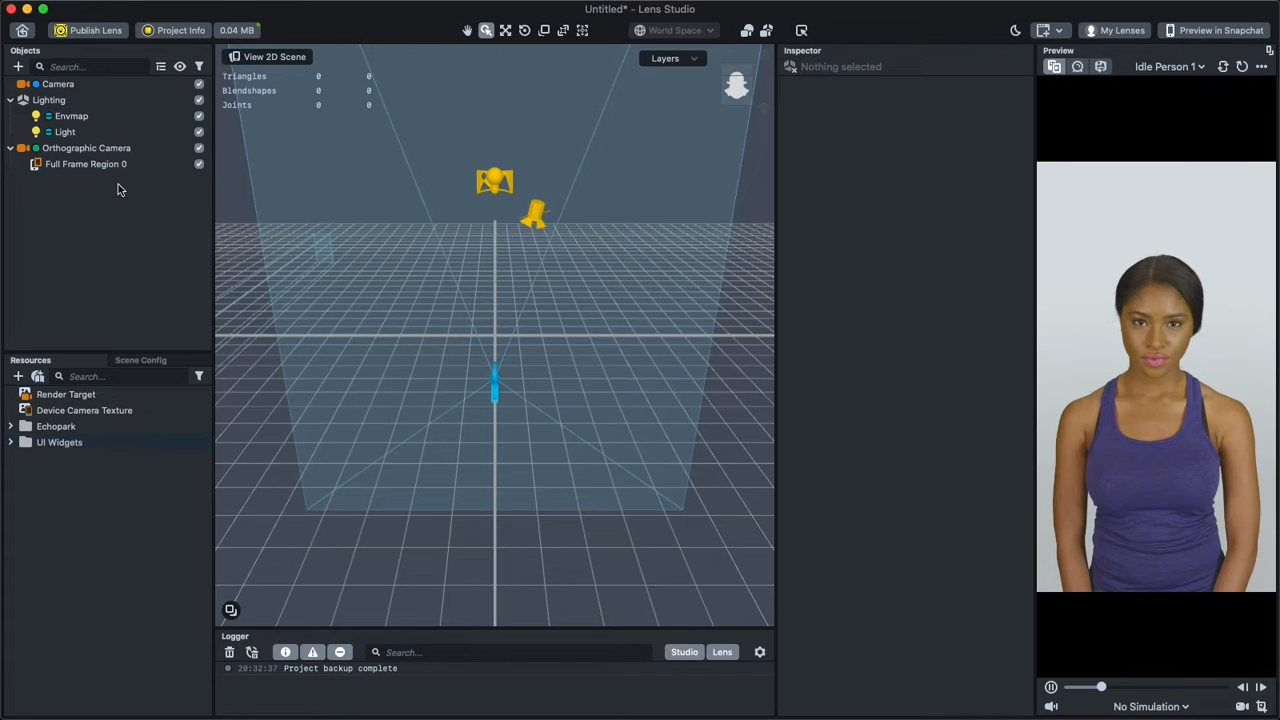 Untitled* - Lens Studio
Publish Lens
Project Info
0.04 MB
World Space
My Lenses
Preview in Snapchat
Objects
Search...
Camera
Lighting
Envmap
Light
Orthographic Camera
Full Frame Region 0
Resources
Scene Config
Search...
Render Target
Device Camera Texture
Echopark
UI Widgets
View 2D Scene
Layers
Triangles 0 0
Blendshapes 0 0
Joints 0 0
Logger
Search...
Studio
Lens
20:32:37 Project backup complete
Inspector
Nothing selected
Preview
Idle Person 1
No Simulation